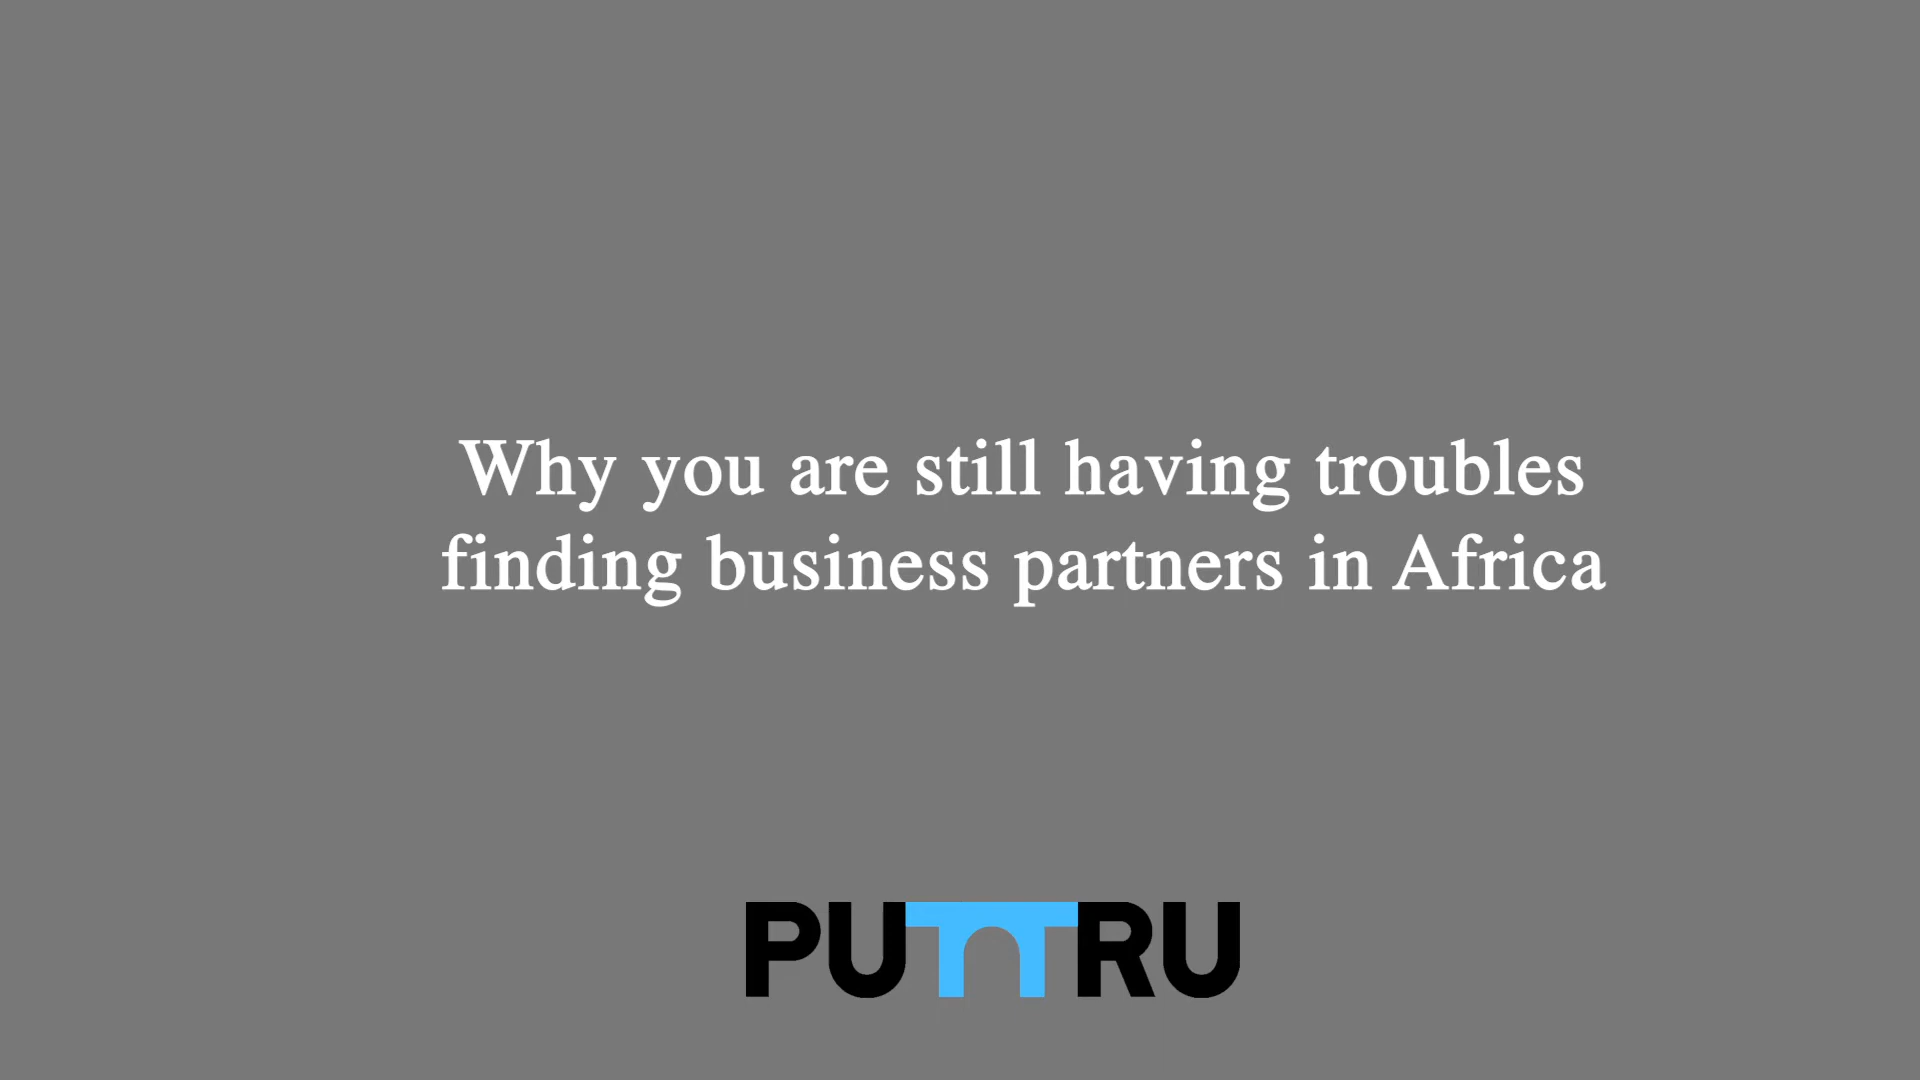 Why you are still having troubles
finding business partners in Africa
PUTTRU